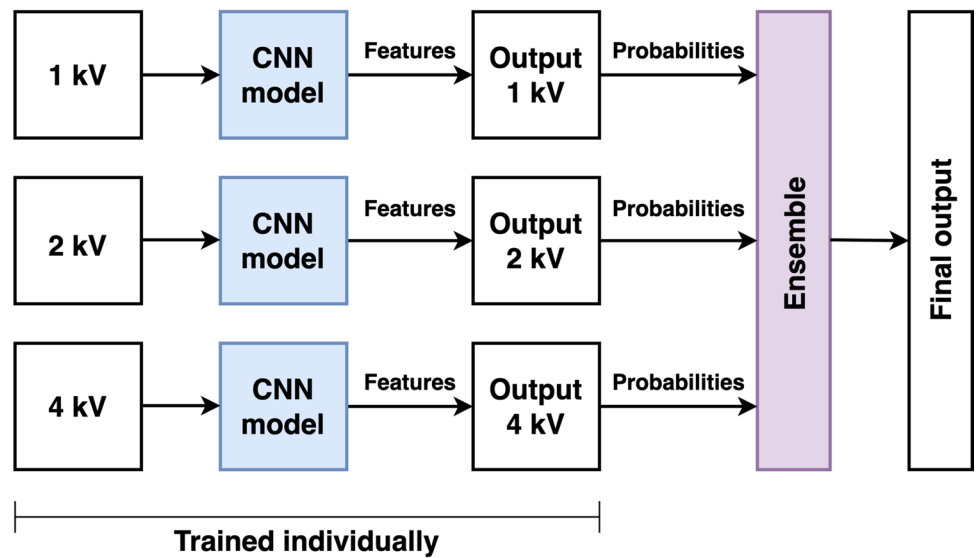 1 kV
CNN
model
Features
Output
1 kV
Probabilities
2 kV
CNN
model
Features
Output
2 kV
Probabilities
4 kV
CNN
model
Features
Output
4 kV
Probabilities
Ensemble
Final output
Trained individually